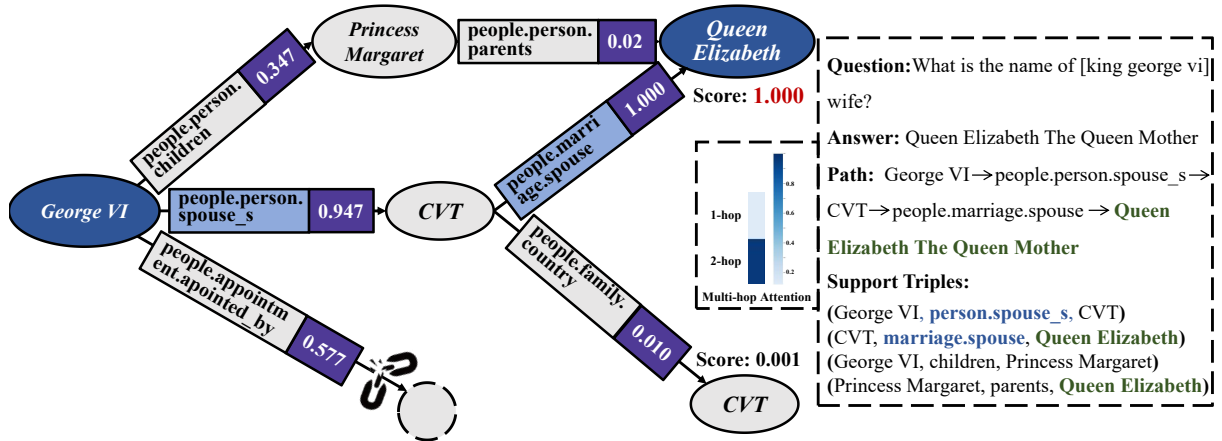 Princess
Margaret
people.person.
parents
0.02
Queen
Elizabeth
Score: 1.000
people.person.
children
0.347
people.marri
age.spouse
1.000
George VI
people.person.
spouse_s
0.947
CVT
people.family.
country
0.010
Score: 0.001
CVT
people.appointm
ent.apointed_by
0.577
1-hop
2-hop
0.8
0.6
0.4
0.2
Multi-hop Attention
Question:What is the name of [king george vi]
wife?
Answer: Queen Elizabeth The Queen Mother
Path: George VI→people.person.spouse_s→
CVT→people.marriage.spouse → Queen
Elizabeth The Queen Mother
Support Triples:
(George VI, person.spouse_s, CVT)
(CVT, marriage.spouse, Queen Elizabeth)
(George VI, children, Princess Margaret)
(Princess Margaret, parents, Queen Elizabeth)